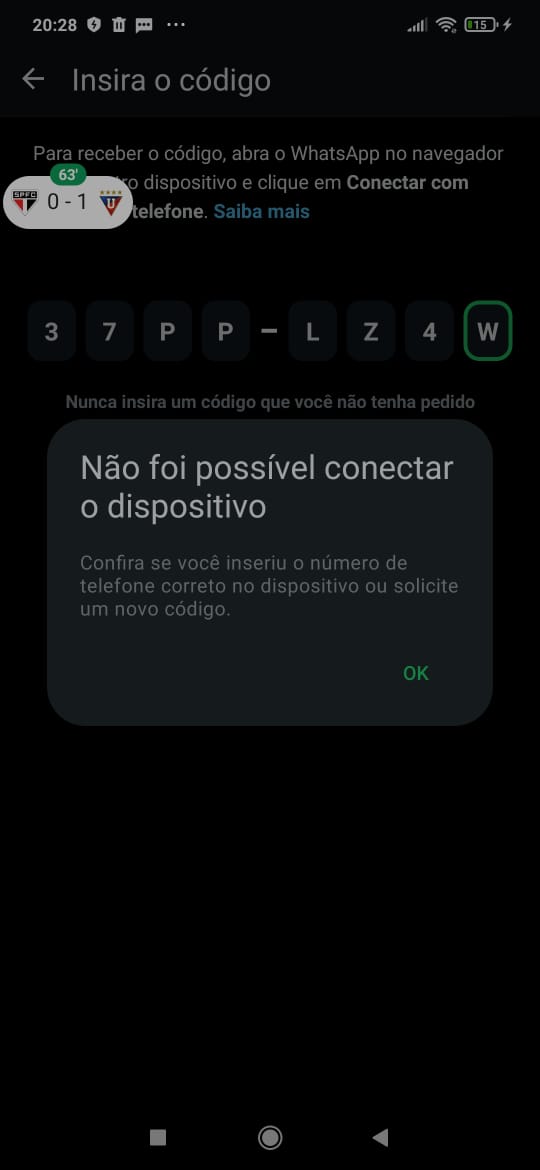 20:28
15
Insira o código
Para receber o código, abra o WhatsApp no navegador
ro dispositivo e clique em Conectar com
telefone. Saiba mais
63'
SPFC 0 - 1 U
3 7 P P – L Z 4 W
Nunca insira um código que você não tenha pedido
Não foi possível conectar
o dispositivo
Confira se você inseriu o número de
telefone correto no dispositivo ou solicite
um novo código.
OK